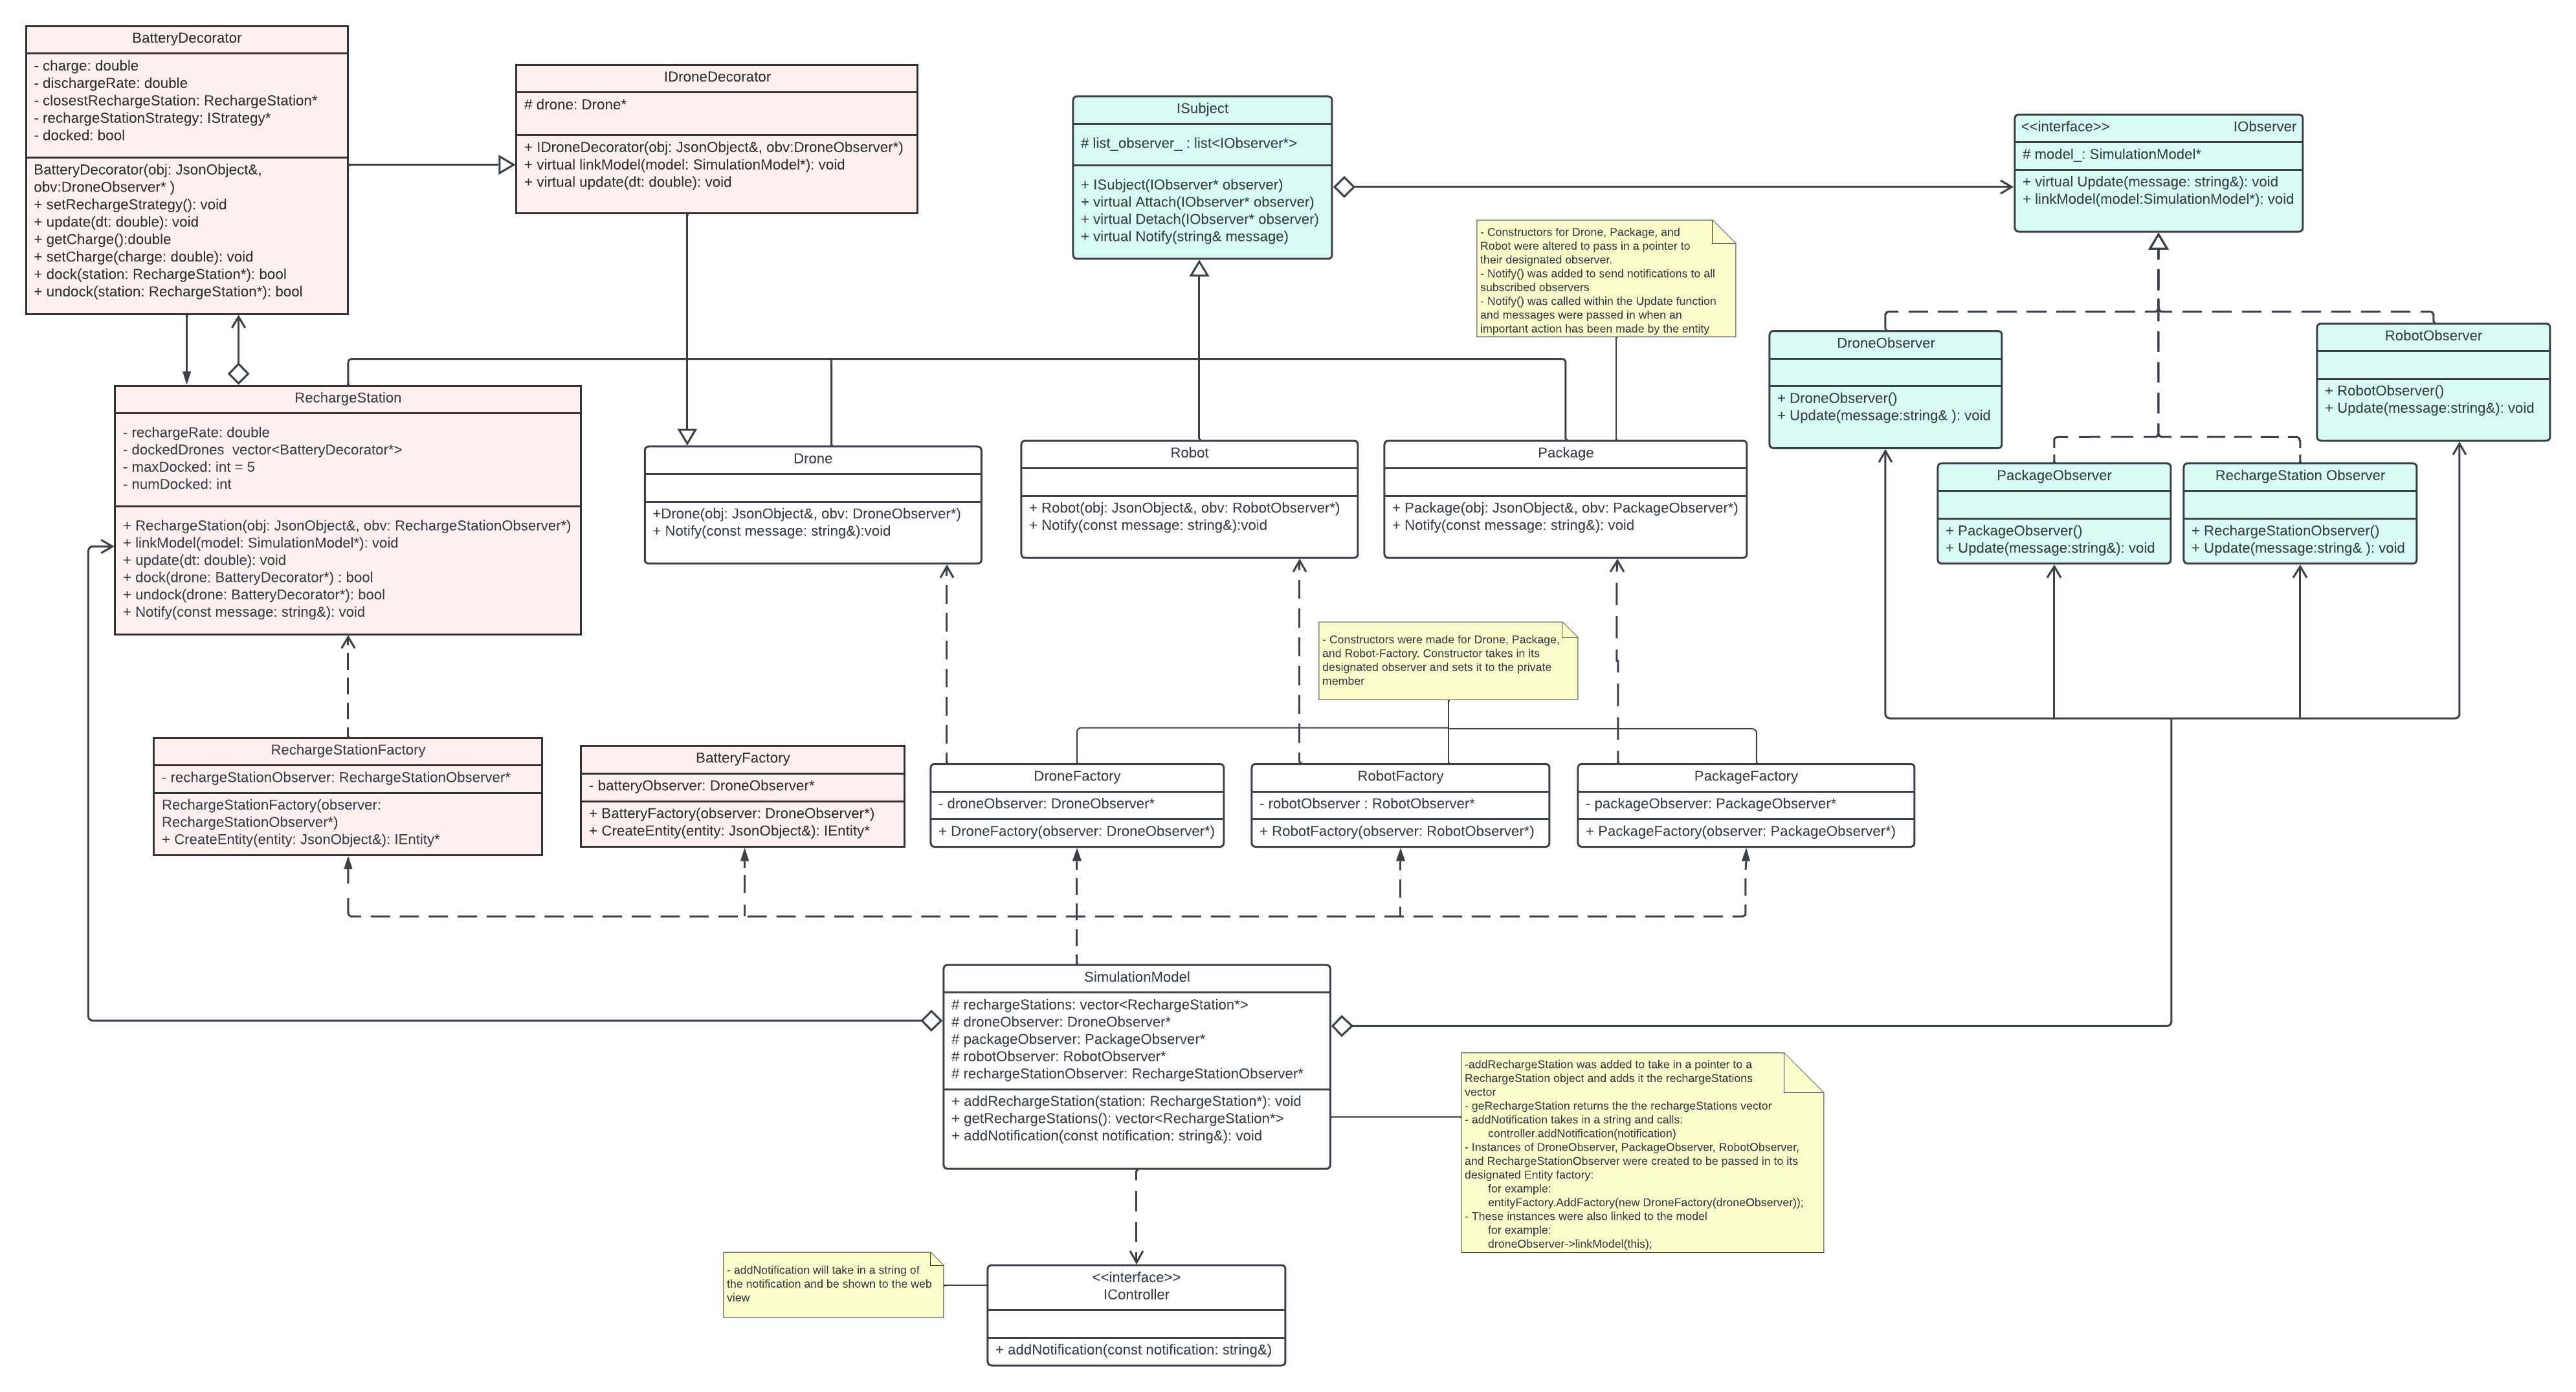 BatteryDecorator
- charge: double
- dischargeRate: double
- closestRechargeStation: RechargeStation*
- rechargeStationStrategy: IStrategy*
- docked: bool
BatteryDecorator(obj: JsonObject&,
obv:DroneObserver* )
+ setRechargeStrategy(): void
+ update(dt: double): void
+ getCharge():double
+ setCharge(charge: double): void
+ dock(station: RechargeStation*): bool
+ undock(station: RechargeStation*): bool
IDroneDecorator
# drone: Drone*
+ IDroneDecorator(obj: JsonObject&, obv:DroneObserver*)
+ virtual linkModel(model: SimulationModel*): void
+ virtual update(dt: double): void
ISubject
# list_observer_ : list<IObserver*>
+ ISubject(IObserver* observer)
+ virtual Attach(IObserver* observer)
+ virtual Detach(IObserver* observer)
+ virtual Notify(string& message)
<<interface>> IObserver
# model_: SimulationModel*
+ virtual Update(message: string&): void
+ linkModel(model:SimulationModel*): void
- Constructors for Drone, Package, and
Robot were altered to pass in a pointer to
their designated observer.
- Notify() was added to send notifications to all
subscribed observers
- Notify() was called within the Update function
and messages were passed in when an
important action has been made by the entity
DroneObserver
+ DroneObserver()
+ Update(message:string& ): void
RobotObserver
+ RobotObserver()
+ Update(message:string&): void
RechargeStation
- rechargeRate: double
- dockedDrones  vector<BatteryDecorator*>
- maxDocked: int = 5
- numDocked: int
+ RechargeStation(obj: JsonObject&, obv: RechargeStationObserver*)
+ linkModel(model: SimulationModel*): void
+ update(dt: double): void
+ dock(drone: BatteryDecorator*) : bool
+ undock(drone: BatteryDecorator*): bool
+ Notify(const message: string&): void
Drone
+Drone(obj: JsonObject&, obv: DroneObserver*)
+ Notify(const message: string&):void
Robot
+ Robot(obj: JsonObject&, obv: RobotObserver*)
+ Notify(const message: string&):void
Package
+ Package(obj: JsonObject&, obv: PackageObserver*)
+ Notify(const message: string&): void
PackageObserver
+ PackageObserver()
+ Update(message:string&): void
RechargeStation Observer
+ RechargeStationObserver()
+ Update(message:string& ): void
- Constructors were made for Drone, Package,
and Robot-Factory. Constructor takes in its
designated observer and sets it to the private
member
RechargeStationFactory
- rechargeStationObserver: RechargeStationObserver*
RechargeStationFactory(observer:
RechargeStationObserver*)
+ CreateEntity(entity: JsonObject&): IEntity*
BatteryFactory
- batteryObserver: DroneObserver*
+ BatteryFactory(observer: DroneObserver*)
+ CreateEntity(entity: JsonObject&): IEntity*
DroneFactory
- droneObserver: DroneObserver*
+ DroneFactory(observer: DroneObserver*)
RobotFactory
- robotObserver : RobotObserver*
+ RobotFactory(observer: RobotObserver*)
PackageFactory
- packageObserver: PackageObserver*
+ PackageFactory(observer: PackageObserver*)
SimulationModel
# rechargeStations: vector<RechargeStation*>
# droneObserver: DroneObserver*
# packageObserver: PackageObserver*
# robotObserver: RobotObserver*
# rechargeStationObserver: RechargeStationObserver*
+ addRechargeStation(station: RechargeStation*): void
+ getRechargeStations(): vector<RechargeStation*>
+ addNotification(const notification: string&): void
-addRechargeStation was added to take in a pointer to a
RechargeStation object and adds it the rechargeStations
vector
- geRechargeStation returns the the rechargeStations vector
- addNotification takes in a string and calls:
controller.addNotification(notification)
- Instances of DroneObserver, PackageObserver, RobotObserver,
and RechargeStationObserver were created to be passed in to its
designated Entity factory:
for example:
entityFactory.AddFactory(new DroneFactory(droneObserver));
- These instances were also linked to the model
for example:
droneObserver->linkModel(this);
- addNotification will take in a string of
the notification and be shown to the web
view
<<interface>>
IController
+ addNotification(const notification: string&)